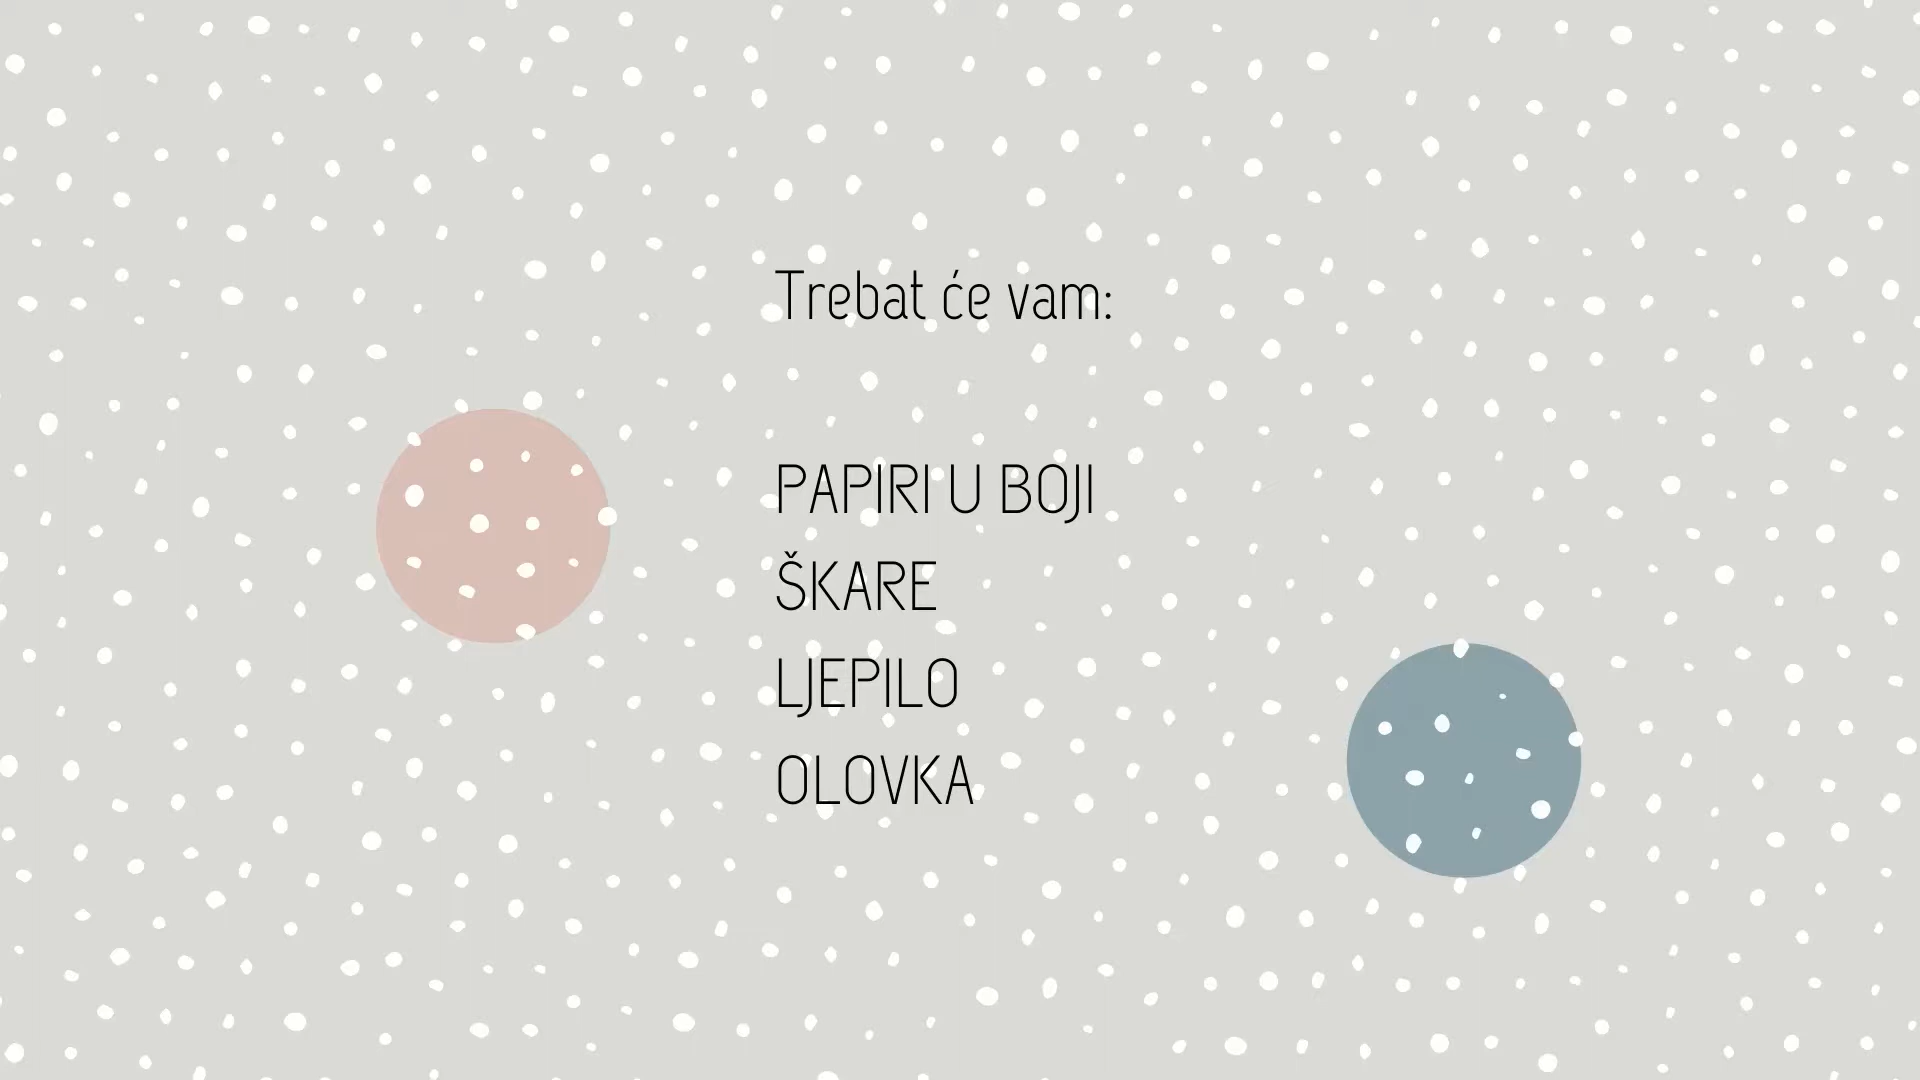 Trebat će vam:
PAPIRI U BOJI
ŠKARE
LJEPILO
OLOVKA